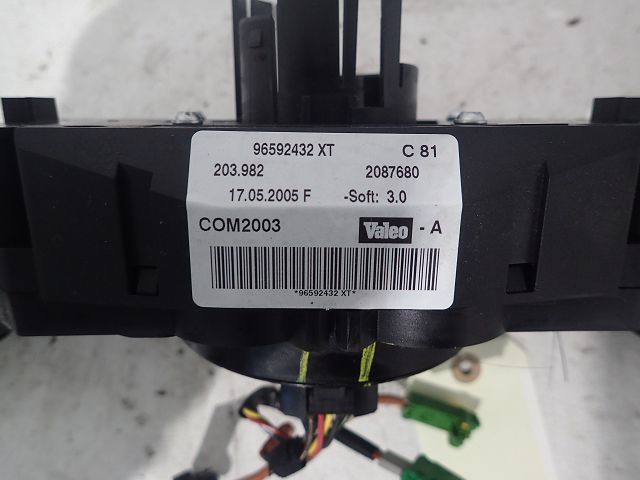 96592432 XT C 81
203.982 2087680
17.05.2005 F -Soft: 3.0
COM2003 Valeo - A
*96592432 XT*